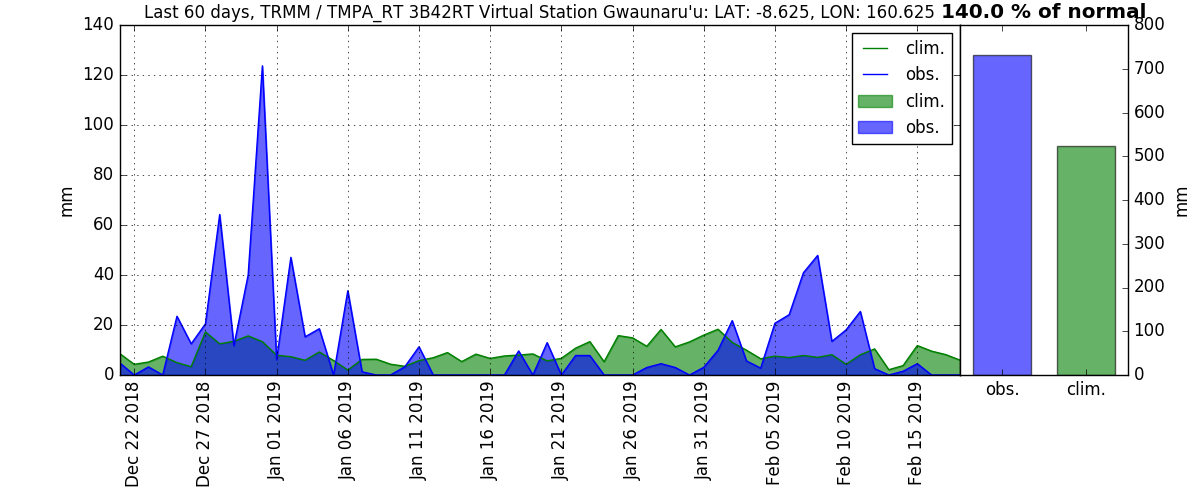 Last 60 days, TRMM / TMPA_RT 3B42RT Virtual Station Gwaunaru'u: LAT: -8.625, LON: 160.625 140.0 % of normal
140
120
100
80
60
40
20
0
mm
clim.
obs.
clim.
obs.
Dec 22 2018
Dec 27 2018
Jan 01 2019
Jan 06 2019
Jan 11 2019
Jan 16 2019
Jan 21 2019
Jan 26 2019
Jan 31 2019
Feb 05 2019
Feb 10 2019
Feb 15 2019
800
700
600
500
400
300
200
100
0
mm
obs.
clim.